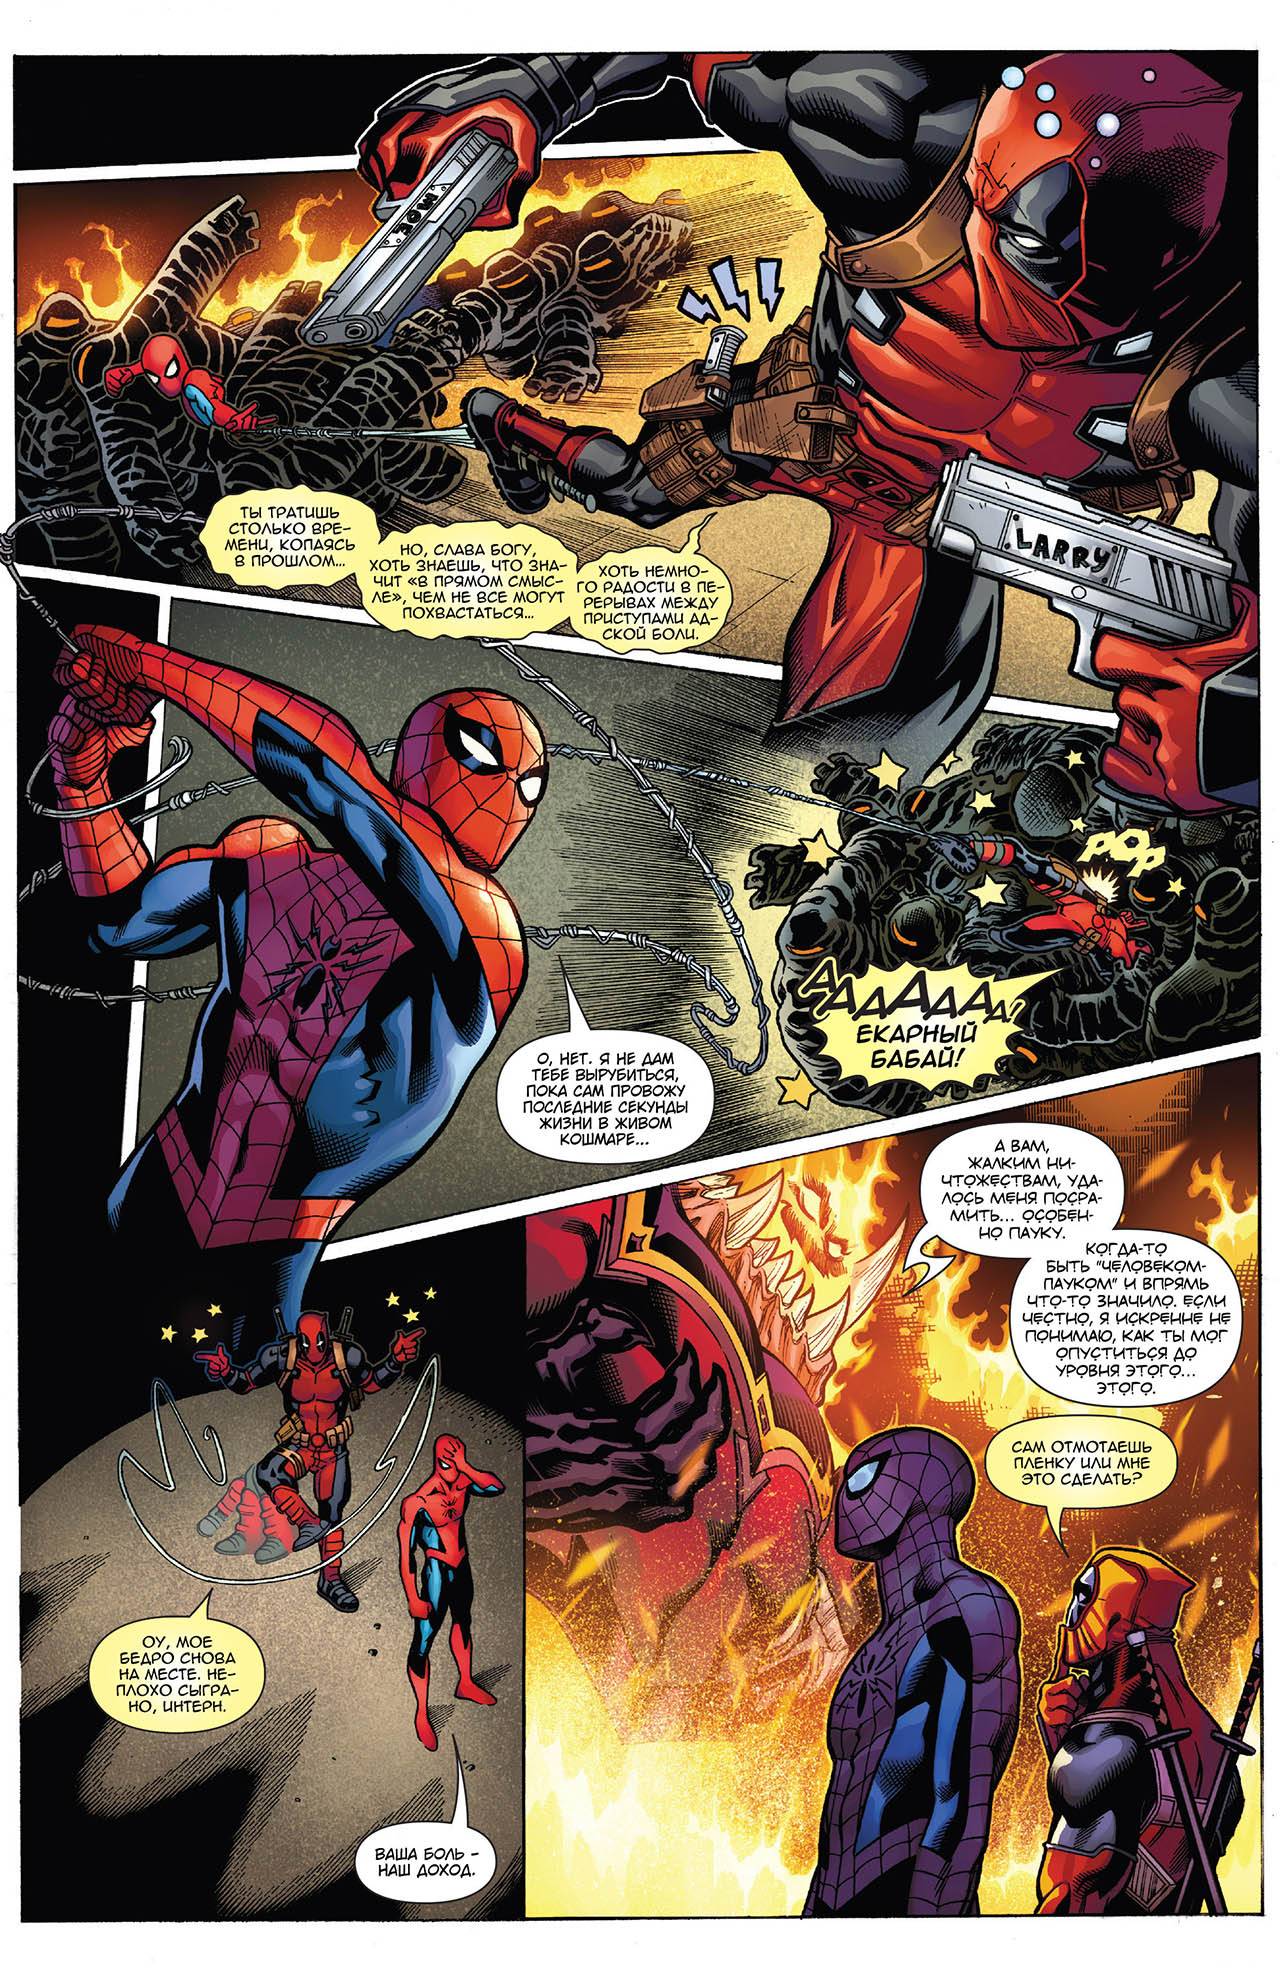 MOE
LARRY
ТЫ ТРАТИШЬ
СТОЛЬКО ВРЕ-
МЕНИ, КОПАЯСЬ
В ПРОШЛОМ...
НО, СЛАВА БОГУ,
ХОТЬ ЗНАЕШЬ, ЧТО ЗНА-
ЧИТ «В ПРЯМОМ СМЫС-
ЛЕ», ЧЕМ НЕ ВСЕ МОГУТ
ПОХВАСТАТЬСЯ...
ХОТЬ НЕМНО-
ГО РАДОСТИ В ПЕ-
РЕРЫВАХ МЕЖДУ
ПРИСТУПАМИ АД-
СКОЙ БОЛИ.
POP
АДДАДАД?
ЕКАРНЫЙ
БАБАЙ!
О, НЕТ. Я НЕ ДАМ
ТЕБЕ ВЫРУБИТЬСЯ,
ПОКА САМ ПРОВОЖУ
ПОСЛЕДНИЕ СЕКУНДЫ
ЖИЗНИ В ЖИВОМ
КОШМАРЕ...
ОУ, МОЕ
БЕДРО СНОВА
НА МЕСТЕ. НЕ-
ПЛОХО СЫГРА-
НО, ИНТЕРН.
ВАША БОЛЬ -
НАШ ДОХОД.
А ВАМ,
ЖАЛКИМ НИ-
ЧТОЖЕСТВАМ, УДА-
ЛОСЬ МЕНЯ ПОСРА-
МИТЬ... ОСОБЕН-
НО ПАУКУ.
КОГДА-ТО
БЫТЬ "ЧЕЛОВЕКОМ-
ПАУКОМ" И ВПРЯМЬ
ЧТО-ТО ЗНАЧИЛО. ЕСЛИ
ЧЕСТНО, Я ИСКРЕННЕ НЕ
ПОНИМАЮ, КАК ТЫ МОГ
ОПУСТИТЬСЯ ДО
УРОВНЯ ЭТОГО...
ЭТОГО.
САМ ОТМОТАЕШЬ
ПЛЕНКУ ИЛИ МНЕ
ЭТО СДЕЛАТЬ?